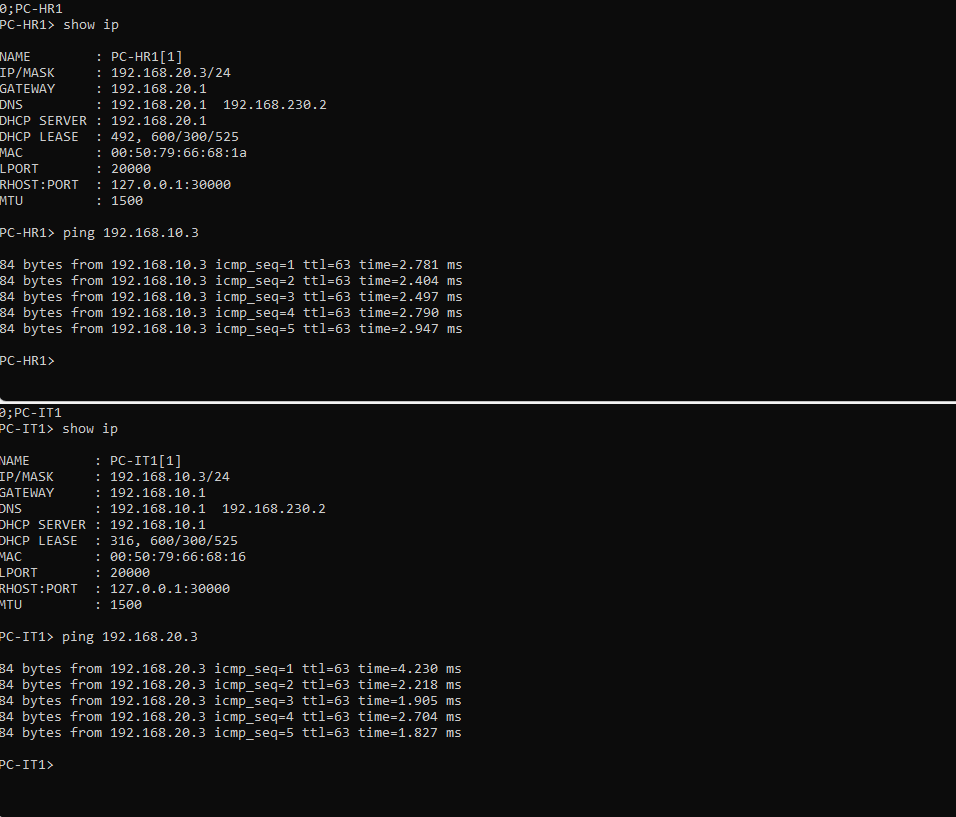 0;PC-HR1
PC-HR1> show ip
NAME        : PC-HR1[1]
IP/MASK     : 192.168.20.3/24
GATEWAY     : 192.168.20.1
DNS         : 192.168.20.1  192.168.230.2
DHCP SERVER : 192.168.20.1
DHCP LEASE  : 492, 600/300/525
MAC         : 00:50:79:66:68:1a
LPORT       : 20000
RHOST:PORT  : 127.0.0.1:30000
MTU         : 1500
PC-HR1> ping 192.168.10.3
84 bytes from 192.168.10.3 icmp_seq=1 ttl=63 time=2.781 ms
84 bytes from 192.168.10.3 icmp_seq=2 ttl=63 time=2.404 ms
84 bytes from 192.168.10.3 icmp_seq=3 ttl=63 time=2.497 ms
84 bytes from 192.168.10.3 icmp_seq=4 ttl=63 time=2.790 ms
84 bytes from 192.168.10.3 icmp_seq=5 ttl=63 time=2.947 ms
PC-HR1>
0;PC-IT1
PC-IT1> show ip
NAME        : PC-IT1[1]
IP/MASK     : 192.168.10.3/24
GATEWAY     : 192.168.10.1
DNS         : 192.168.10.1  192.168.230.2
DHCP SERVER : 192.168.10.1
DHCP LEASE  : 316, 600/300/525
MAC         : 00:50:79:66:68:16
LPORT       : 20000
RHOST:PORT  : 127.0.0.1:30000
MTU         : 1500
PC-IT1> ping 192.168.20.3
84 bytes from 192.168.20.3 icmp_seq=1 ttl=63 time=4.230 ms
84 bytes from 192.168.20.3 icmp_seq=2 ttl=63 time=2.218 ms
84 bytes from 192.168.20.3 icmp_seq=3 ttl=63 time=1.905 ms
84 bytes from 192.168.20.3 icmp_seq=4 ttl=63 time=2.704 ms
84 bytes from 192.168.20.3 icmp_seq=5 ttl=63 time=1.827 ms
PC-IT1>